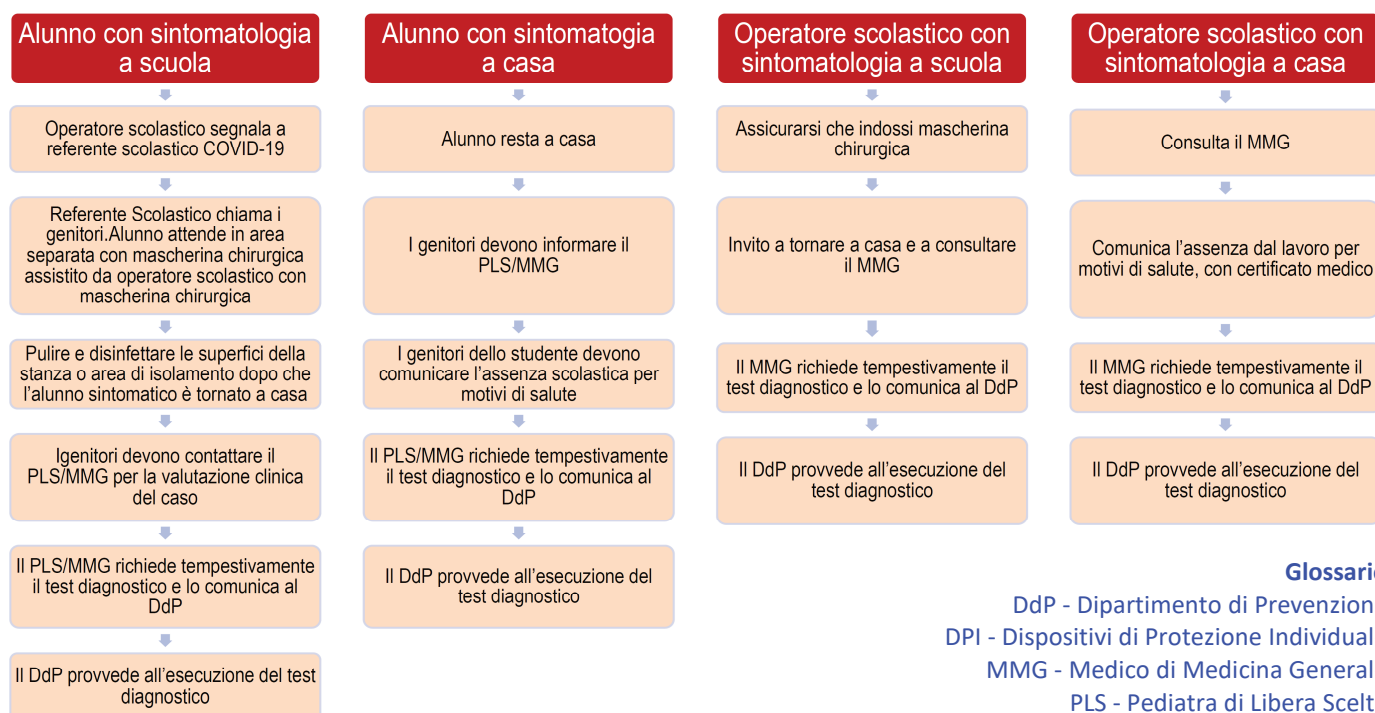 Alunno con sintomatologia
a scuola
Operatore scolastico segnala a
referente scolastico COVID-19
Referente Scolastico chiama i
genitori.Alunno attende in area
separata con mascherina chirurgica
assistito da operatore scolastico con
mascherina chirurgica
Pulire e disinfettare le superfici della
stanza o area di isolamento dopo che
l'alunno sintomatico è tornato a casa
Igenitori devono contattare il
PLS/MMG per la valutazione clinica
del caso
Il PLS/MMG richiede tempestivamente
il test diagnostico e lo comunica al
DdP
Il DdP provvede all'esecuzione del test
diagnostico
Alunno con sintomatogia
a casa
Alunno resta a casa
I genitori devono informare il
PLS/MMG
I genitori dello studente devono
comunicare l'assenza scolastica per
motivi di salute
Il PLS/MMG richiede tempestivamente
il test diagnostico e lo comunica al
DdP
Il DdP provvede all'esecuzione del
test diagnostico
Operatore scolastico con
sintomatologia a scuola
Assicurarsi che indossi mascherina
chirurgica
Invito a tornare a casa e a consultare
il MMG
Il MMG richiede tempestivamente il
test diagnostico e lo comunica al DdP
Il DdP provvede all'esecuzione del
test diagnostico
Operatore scolastico con
sintomatologia a casa
Consulta il MMG
Comunica l'assenza dal lavoro per
motivi di salute, con certificato medico
Il MMG richiede tempestivamente il
test diagnostico e lo comunica al DdP
Il DdP provvede all'esecuzione del
test diagnostico
Glossari
DdP - Dipartimento di Prevenzion
DPI - Dispositivi di Protezione Individual
MMG - Medico di Medicina General
PLS - Pediatra di Libera Scelt